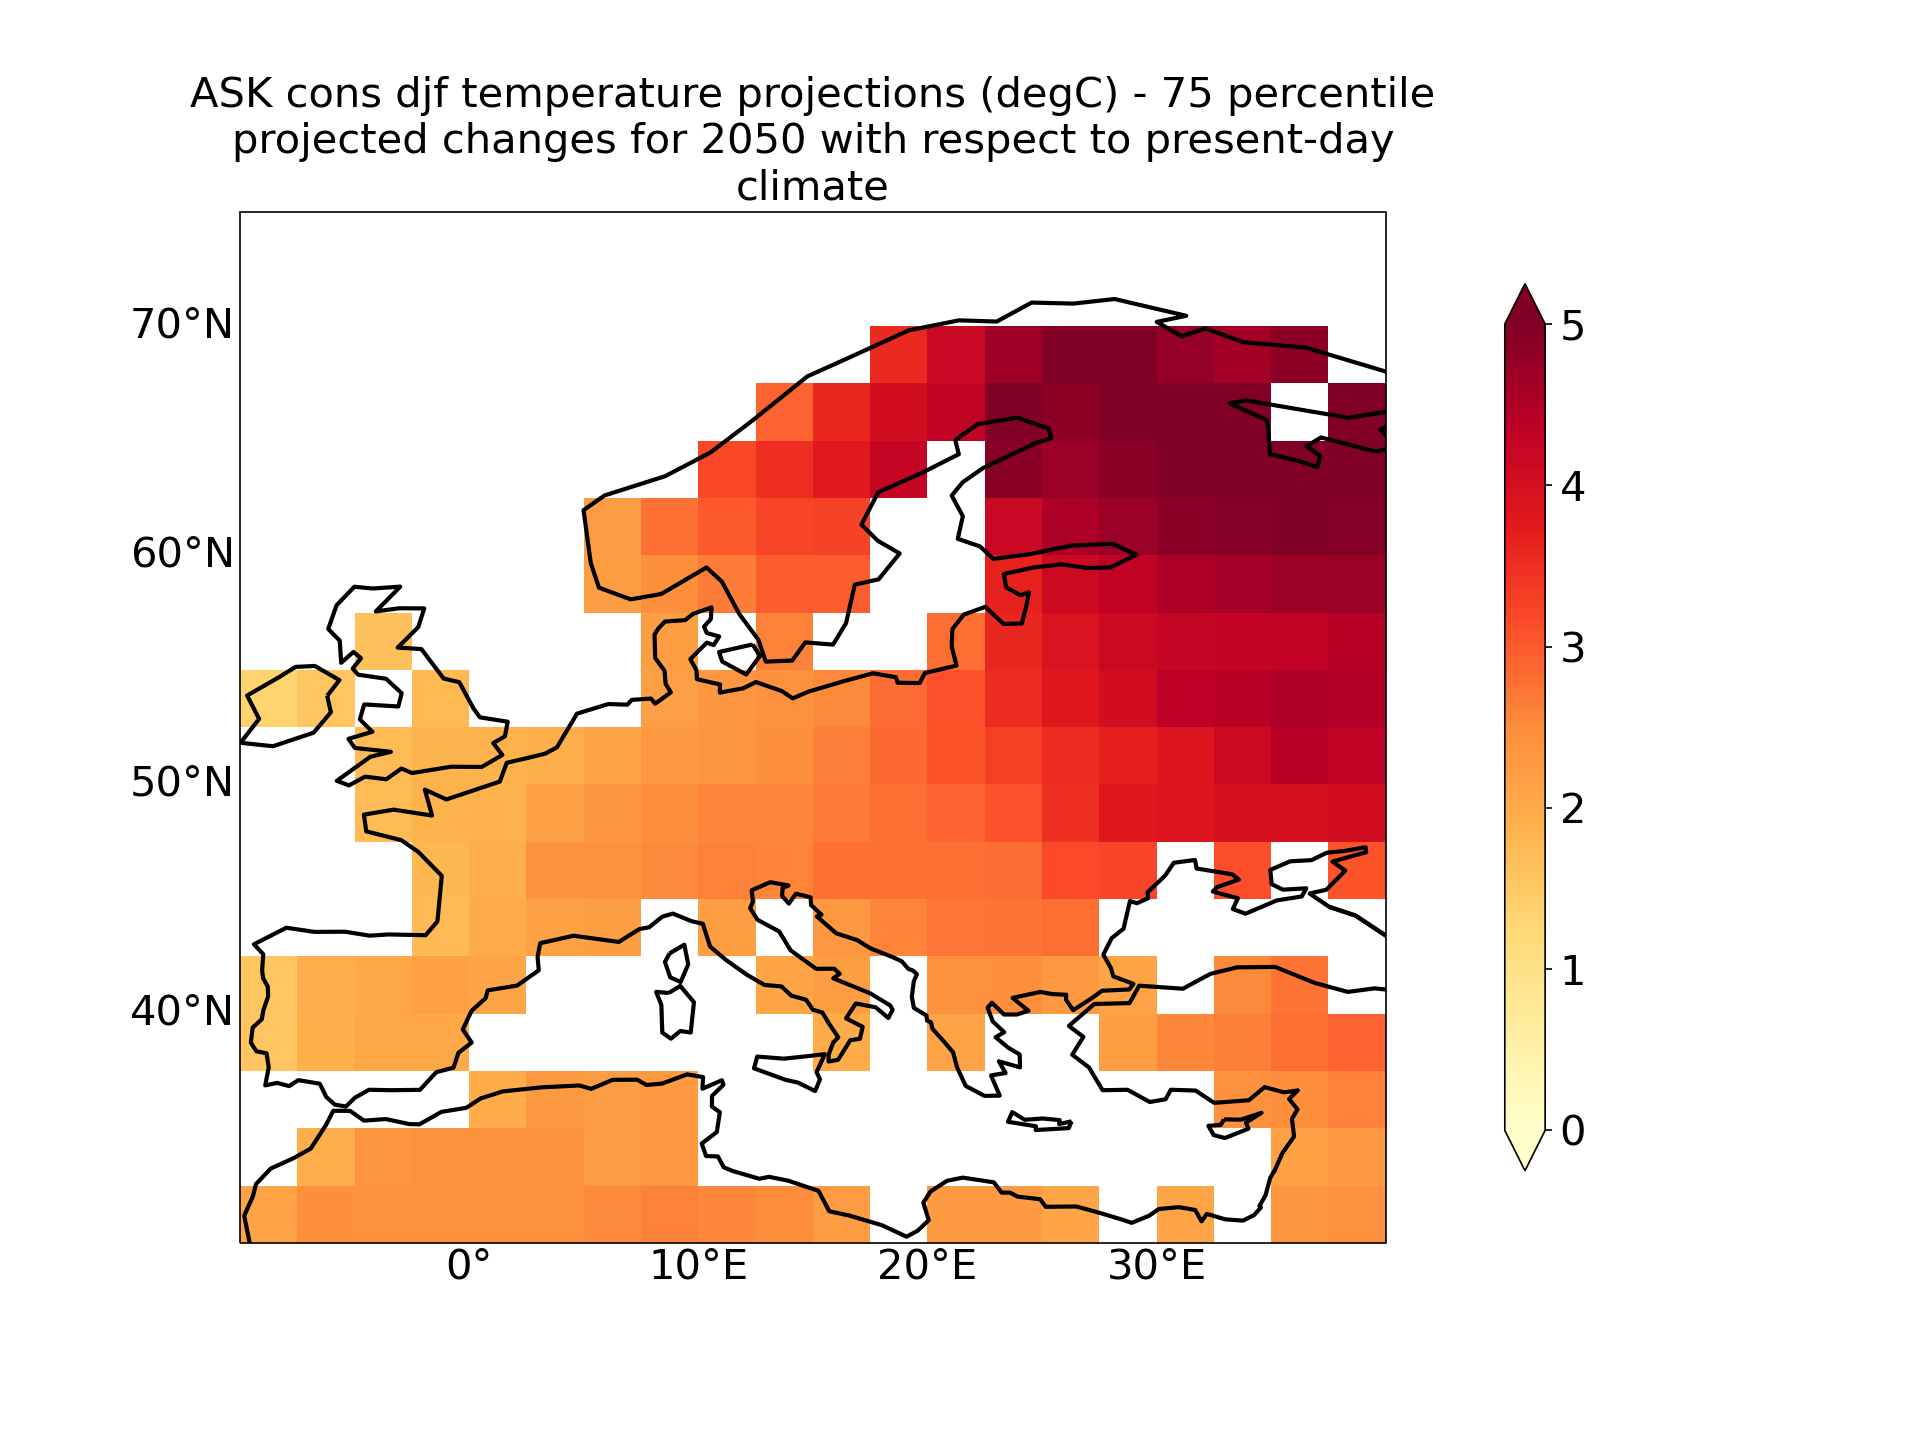 ASK cons djf temperature projections (degC) - 75 percentile
projected changes for 2050 with respect to present-day
climate
70°N
60°N
50°N
40°N
0°
10°E
20°E
30°E
5
4
3
2
1
0